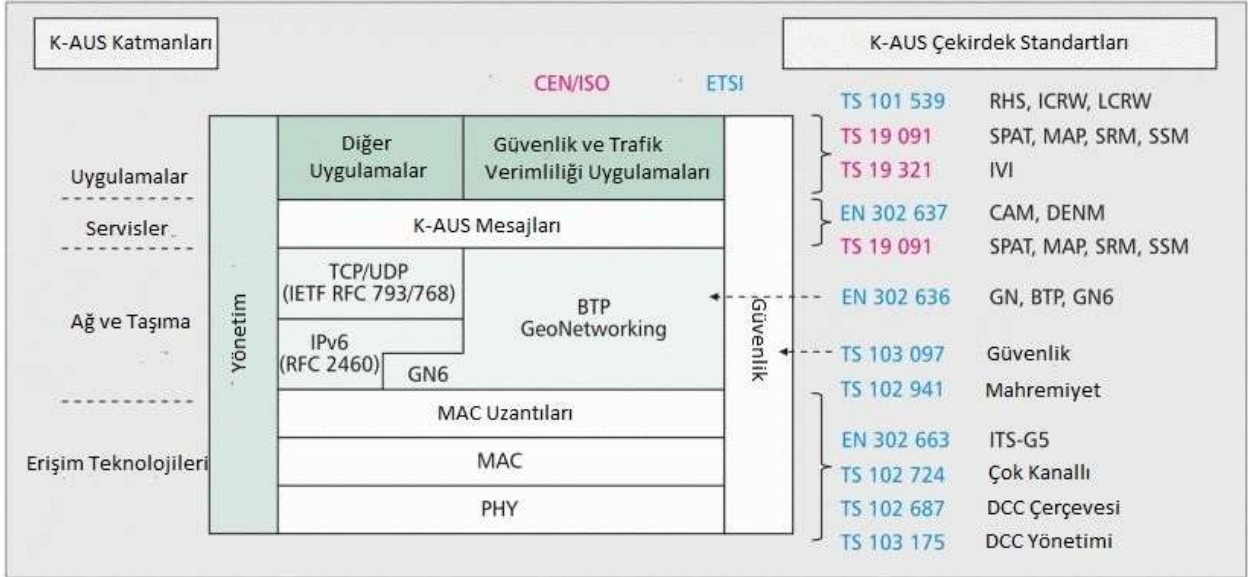 K-AUS Katmanları
K-AUS Çekirdek Standartları
CEN/ISO ETSI
Uygulamalar
Servisler
Ağ ve Taşıma
Erişim Teknolojileri
Yönetim
Diğer
Uygulamalar
Güvenlik ve Trafik
Verimliliği Uygulamaları
K-AUS Mesajları
TCP/UDP
(IETF RFC 793/768)
IPv6
(RFC 2460)
GN6
BTP
GeoNetworking
MAC Uzantıları
MAC
PHY
Güvenlik
TS 101 539 RHS, ICRW, LCRW
TS 19 091 SPAT, MAP, SRM, SSM
TS 19 321 IVI
EN 302 637 CAM, DENM
TS 19 091 SPAT, MAP, SRM, SSM
EN 302 636 GN, BTP, GN6
TS 103 097 Güvenlik
TS 102 941 Mahremiyet
EN 302 663 ITS-G5
TS 102 724 Çok Kanallı
TS 102 687 DCC Çerçevesi
TS 103 175 DCC Yönetimi